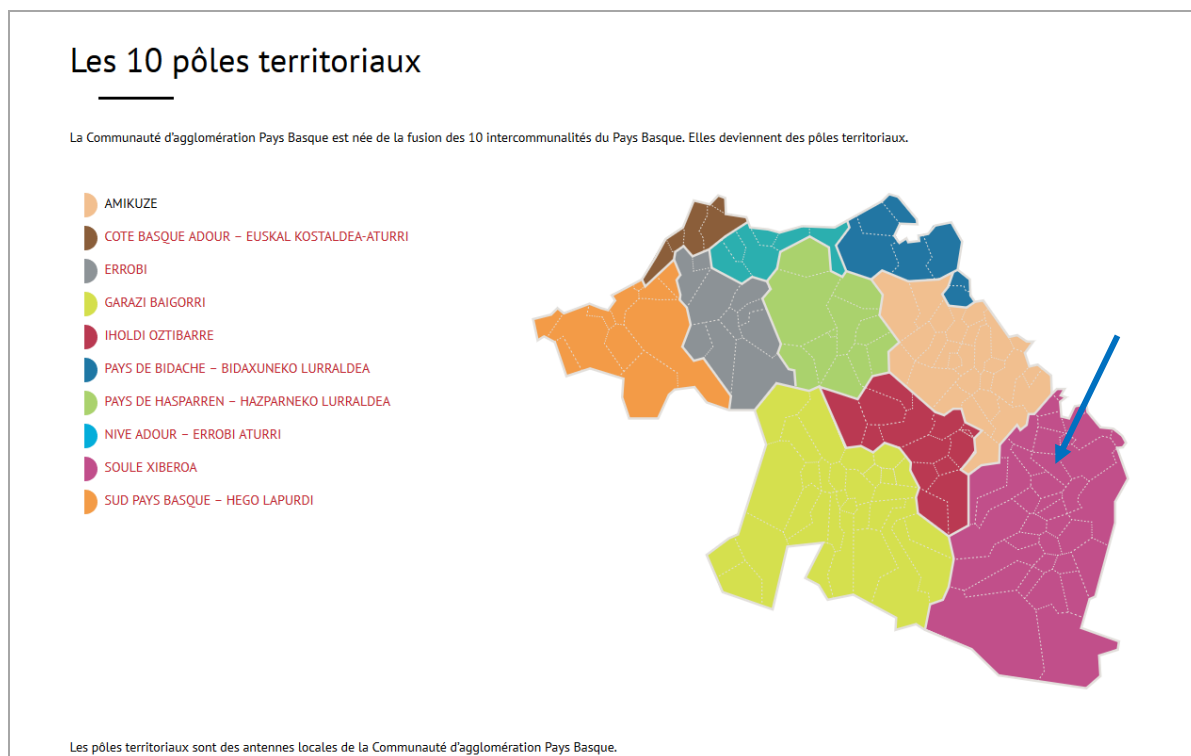 Les 10 pôles territoriaux
La Communauté d'agglomération Pays Basque est née de la fusion des 10 intercommunalités du Pays Basque. Elles deviennent des pôles territoriaux.
AMIKUZE
COTE BASQUE ADOUR – EUSKAL KOSTALDEA-ATURRI
ERROBI
GARAZI BAIGORRI
IHOLDI OZTIBARRE
PAYS DE BIDACHE – BIDAXUNEKO LURRALDEA
PAYS DE HASPARREN – HAZPARNEKO LURRALDEA
NIVE ADOUR – ERROBI ATURRI
SOULE XIBEROA
SUD PAYS BASQUE – HEGO LAPURDI
Les pôles territoriaux sont des antennes locales de la Communauté d'agglomération Pays Basque.